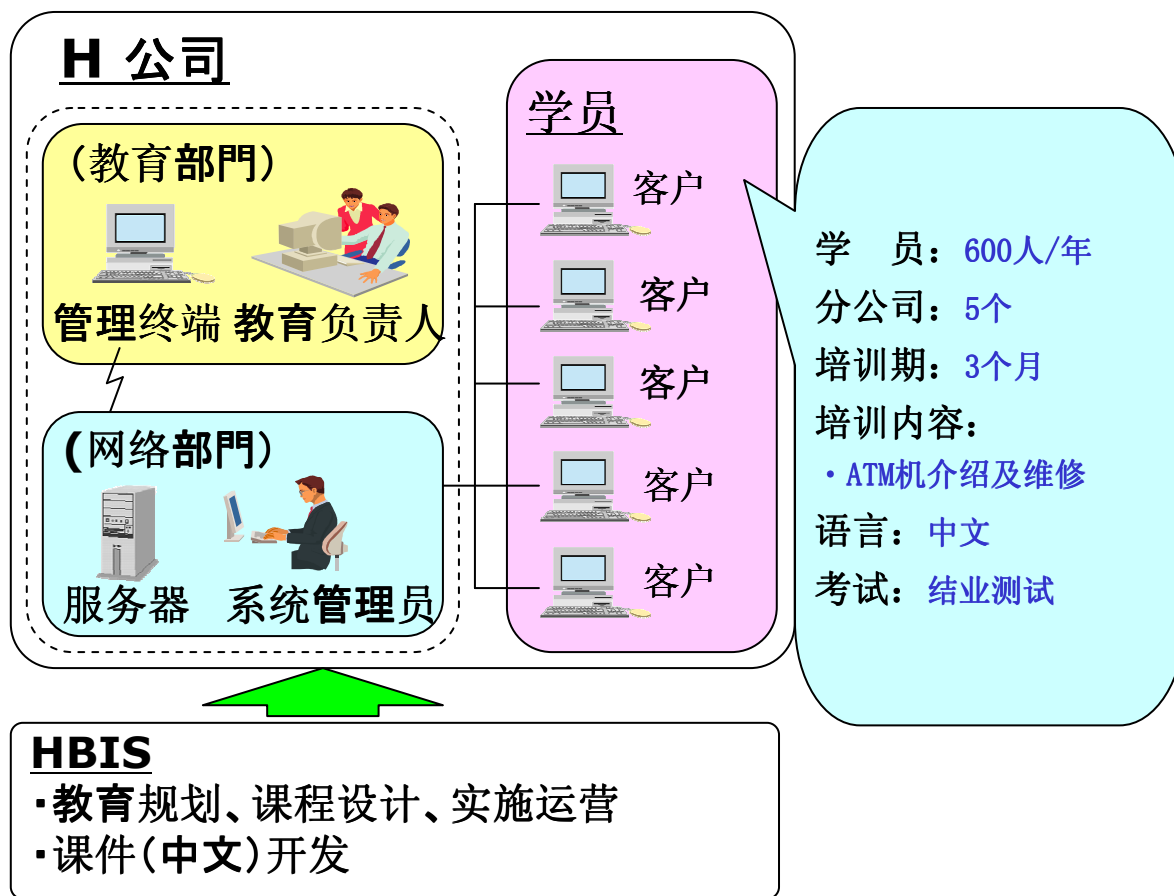 H 公司
(教育部門)
管理终端 教育负责人
(网络部門)
服务器 系统管理员
学员
客户
客户
客户
客户
客户
学　员：600人/年
分公司：5个
培训期：3个月
培训内容：
・ATM机介绍及维修
语言：中文
考试：结业测试
HBIS
・教育规划、课程设计、实施运营
・课件(中文)开发